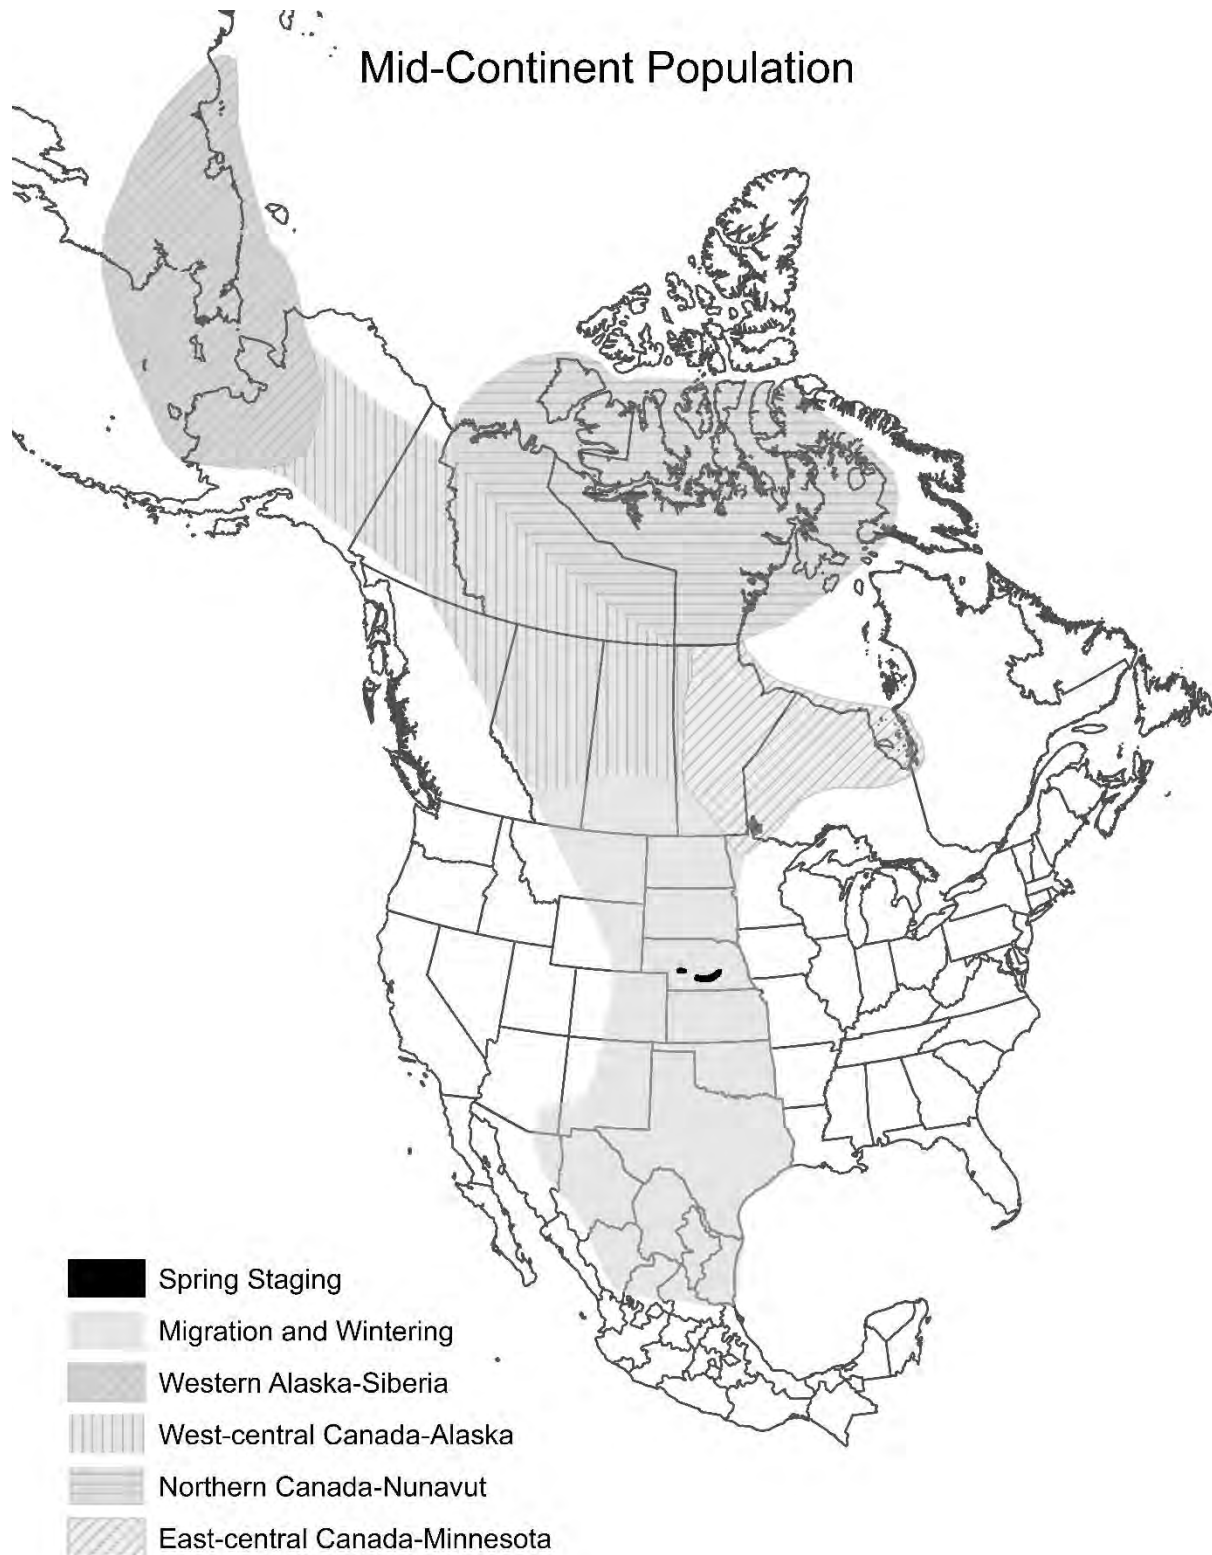 Mid-Continent Population
Spring Staging
Migration and Wintering
Western Alaska-Siberia
West-central Canada-Alaska
Northern Canada-Nunavut
East-central Canada-Minnesota